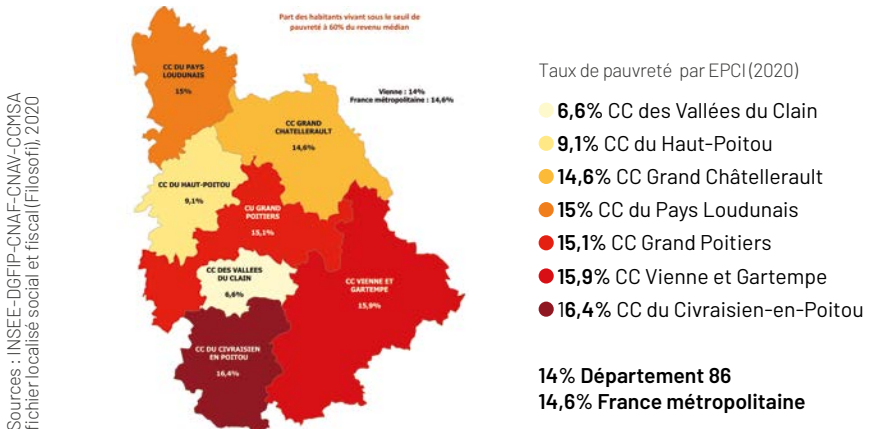 Part des habitants vivant sous le seuil de
pauvreté à 60% du revenu médian
CC DU PAYS
LOUDUNAIS
15%
Vienne : 14%
France métropolitaine : 14,6%
CC GRAND
CHATELLERAULT
14,6%
CC DU HAUT-POITOU
9,1%
CU GRAND
POITIERS
15,1%
CC DES VALLEES
DU CLAIN
6,6%
CC VIENNE ET
GARTEMPE
15,9%
CC DU CIVRAISIEN
EN POITOU
16,4%
Sources : INSEE-DGFIP-CNAF-CNAV-CCMSA
fichier localisé social et fiscal (Filosofi), 2020
Taux de pauvreté par EPCI (2020)
6,6% CC des Vallées du Clain
9,1% CC du Haut-Poitou
14,6% CC Grand Châtellerault
15% CC du Pays Loudunais
15,1% CC Grand Poitiers
15,9% CC Vienne et Gartempe
16,4% CC du Civraisien-en-Poitou
14% Département 86
14,6% France métropolitaine